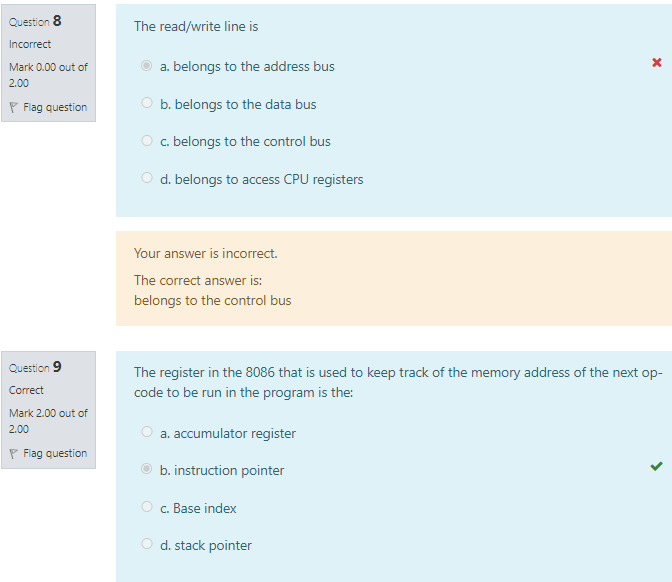 Question 8
Incorrect
Mark 0.00 out of
2.00
Flag question
The read/write line is
a. belongs to the address bus
b. belongs to the data bus
c. belongs to the control bus
d. belongs to access CPU registers
Your answer is incorrect.
The correct answer is:
belongs to the control bus
Question 9
Correct
Mark 2.00 out of
2.00
Flag question
The register in the 8086 that is used to keep track of the memory address of the next op-
code to be run in the program is the:
a. accumulator register
b. instruction pointer
c. Base index
d. stack pointer